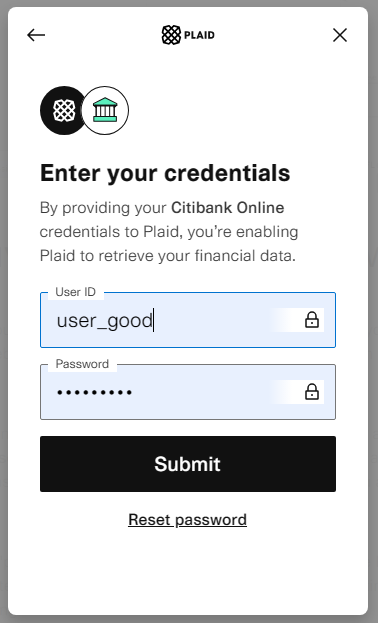 PLAID
Enter your credentials
By providing your Citibank Online
credentials to Plaid, you're enabling
Plaid to retrieve your financial data.
User ID
user_good
Password
•••••••••
Submit
Reset password